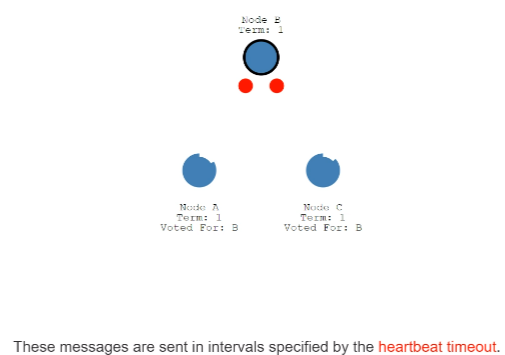 Node B
Term: 1
Node A
Term: 1
Voted For: B
Node C
Term: 1
Voted For: B
These messages are sent in intervals specified by the heartbeat timeout.